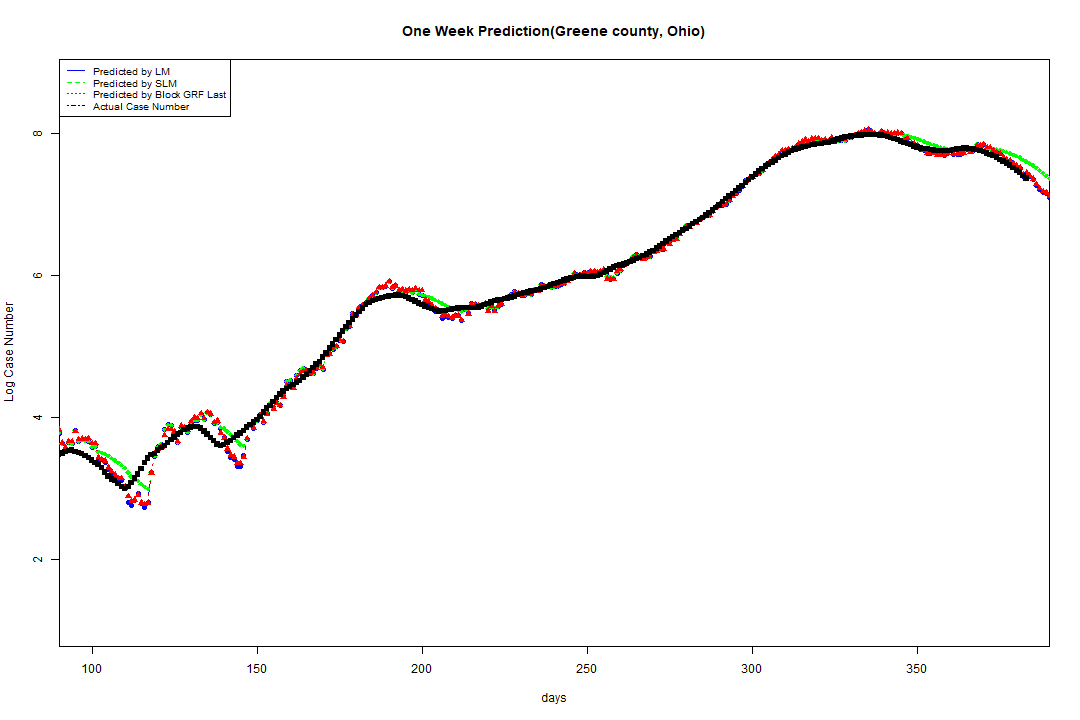 One Week Prediction(Greene county, Ohio)
Predicted by LM
Predicted by SLM
Predicted by Block GRF Last
Actual Case Number
8
6
4
2
Log Case Number
100 150 200 250 300 350
days